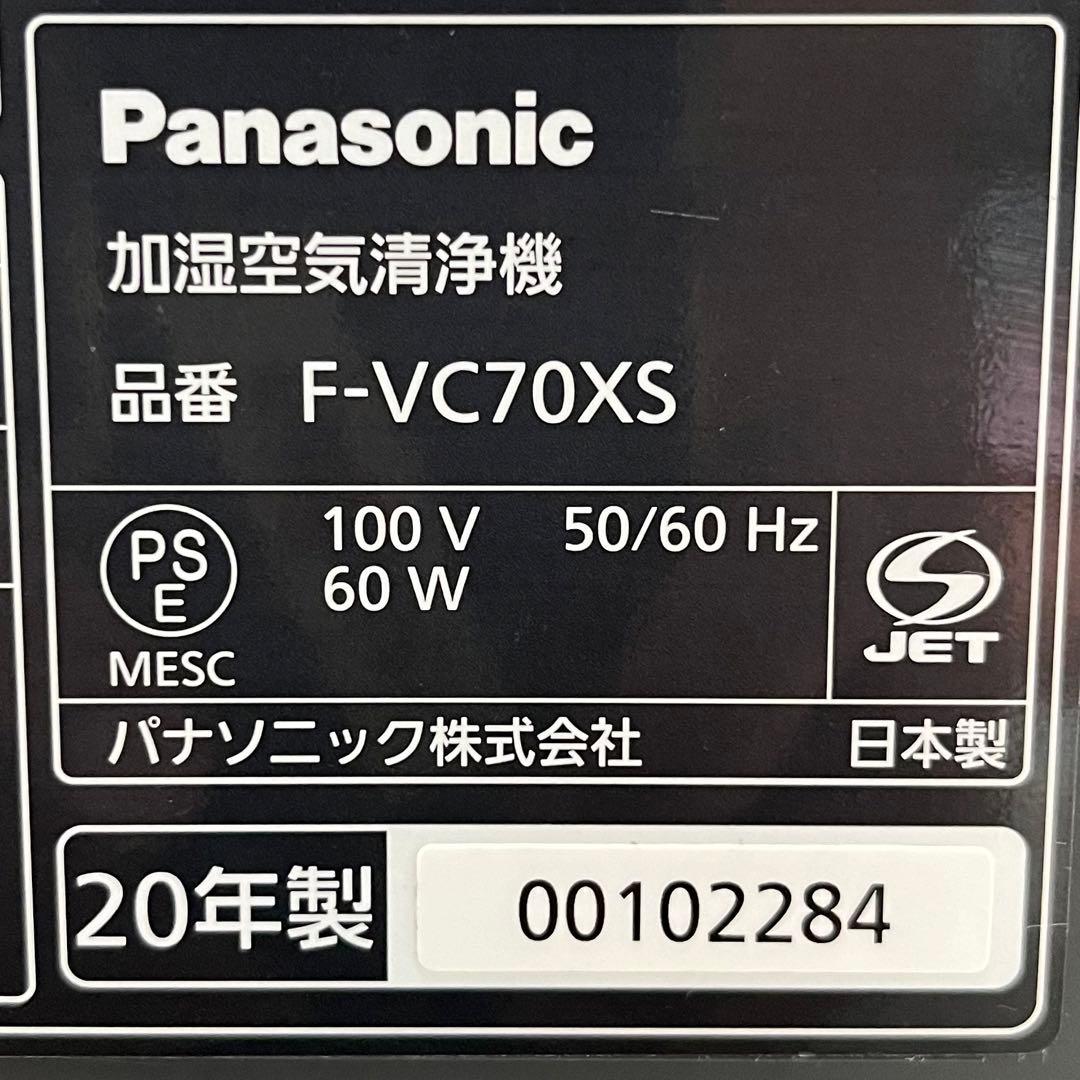 Panasonic
加湿空気清浄機
品番 F-VC70XS
PS
E
MESC
100 V 50/60 Hz
60 W
S
JET
パナソニック株式会社 日本製
20年製 00102284